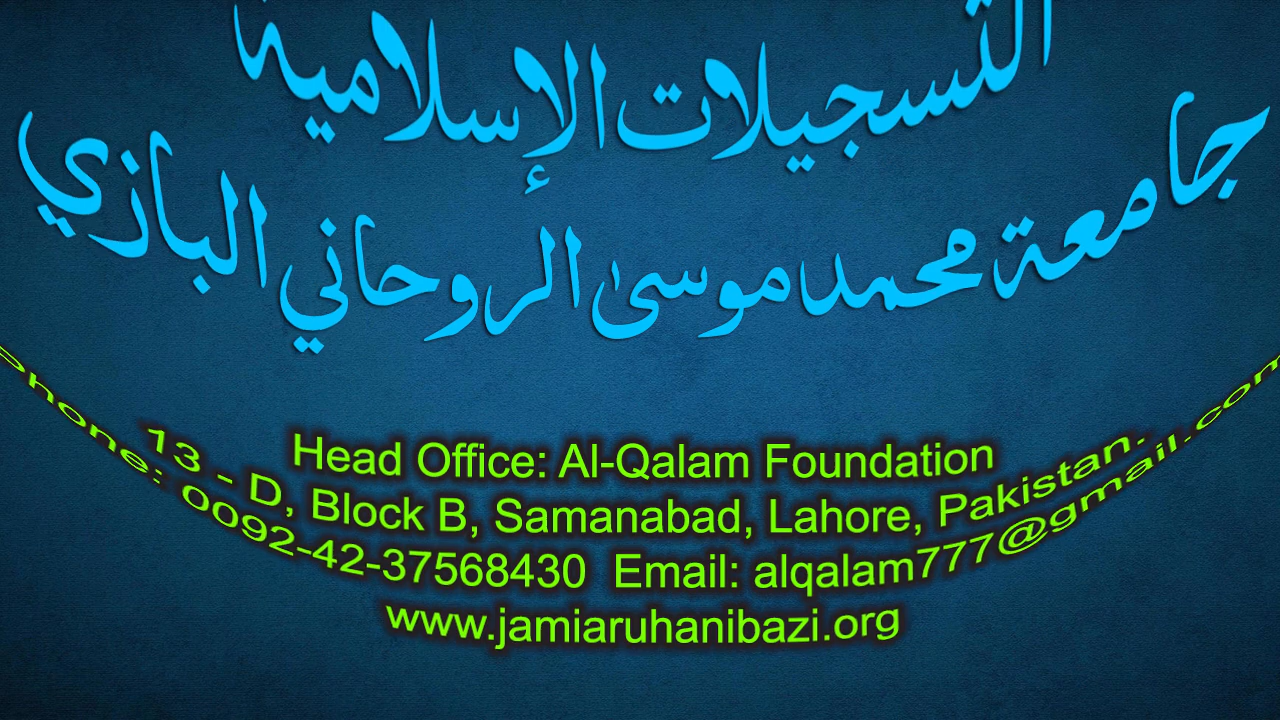 التسجيلات الإسلامية
جامعة محمد موسى الروحاني البازي
Head Office: Al-Qalam Foundation
13 - D, Block B, Samanabad, Lahore, Pakistan.
Phone: 0092-42-37568430 Email: alqalam777@gmail.com
www.jamiaruhanibazi.org